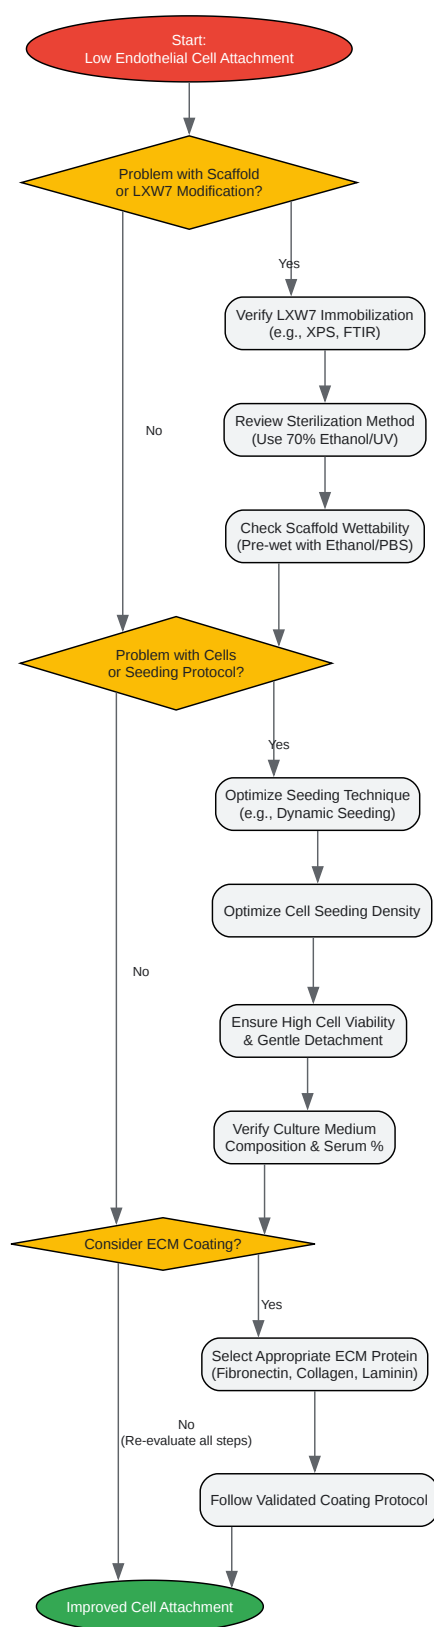 Start:
Low Endothelial Cell Attachment
Problem with Scaffold
or LXW7 Modification?
Yes
Verify LXW7 Immobilization
(e.g., XPS, FTIR)
Review Sterilization Method
(Use 70% Ethanol/UV)
No
Check Scaffold Wettability
(Pre-wet with Ethanol/PBS)
Problem with Cells
or Seeding Protocol?
Yes
Optimize Seeding Technique
(e.g., Dynamic Seeding)
Optimize Cell Seeding Density
No
Ensure High Cell Viability
& Gentle Detachment
Verify Culture Medium
Composition & Serum %
Consider ECM Coating?
Yes
Select Appropriate ECM Protein
(Fibronectin, Collagen, Laminin)
No
(Re-evaluate all steps)
Follow Validated Coating Protocol
Improved Cell Attachment